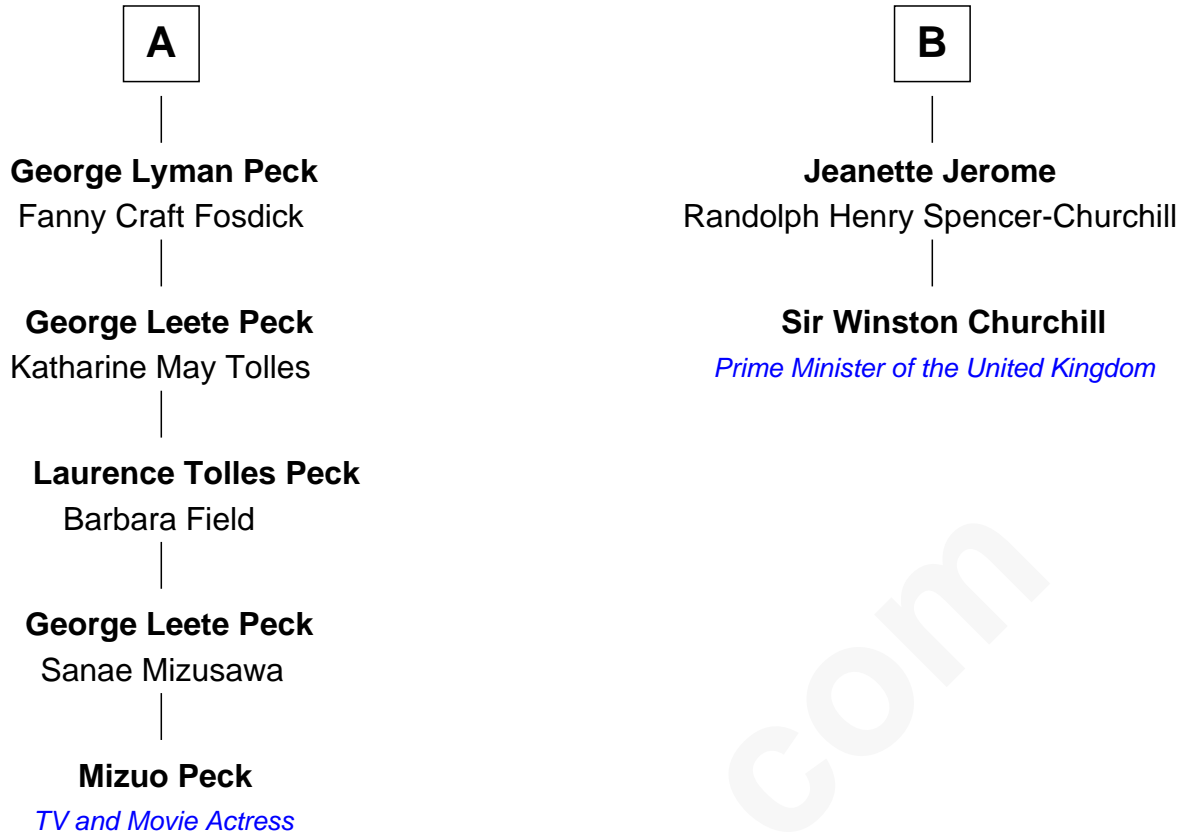 A
George Lyman Peck
Fanny Craft Fosdick
George Leete Peck
Katharine May Tolles
Laurence Tolles Peck
Barbara Field
George Leete Peck
Sanae Mizusawa
Mizuo Peck
TV and Movie Actress
B
Jeanette Jerome
Randolph Henry Spencer-Churchill
Sir Winston Churchill
Prime Minister of the United Kingdom
com